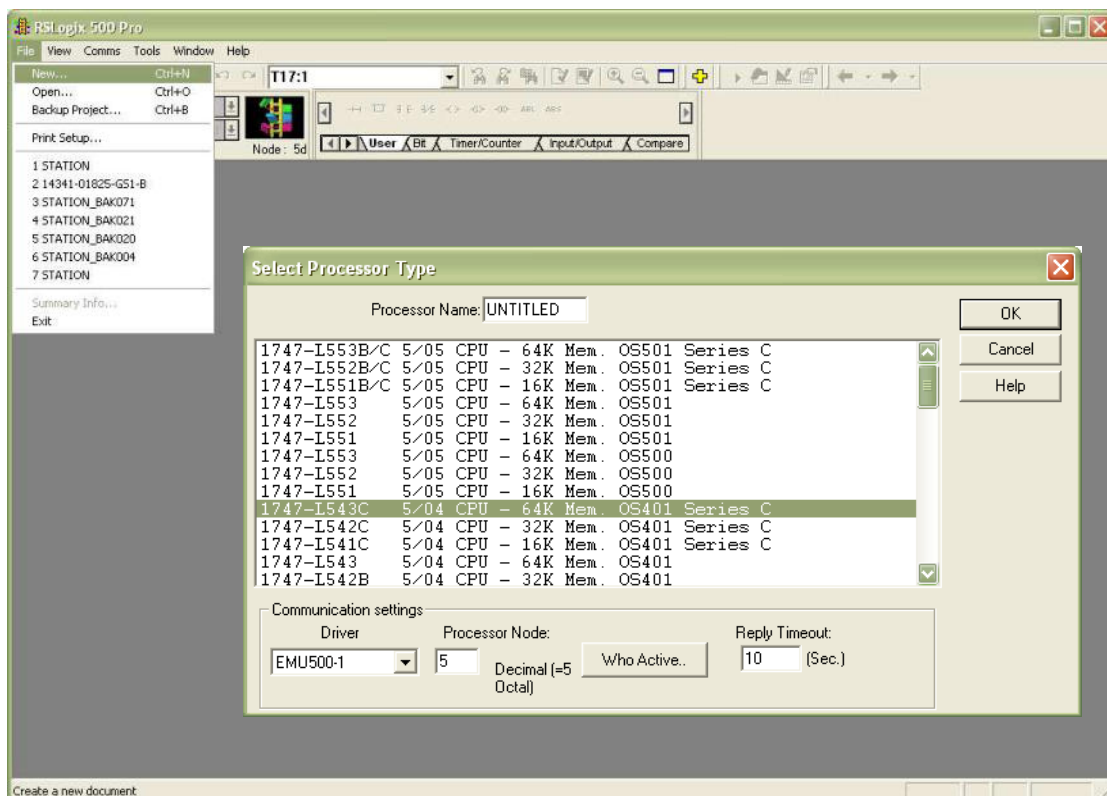 RSLogix 500 Pro
File View Comms Tools Window Help
New... Ctrl+N
Open... Ctrl+O
Backup Project... Ctrl+B
Print Setup...
1 STATION
2 14341-01825-GS1-B
3 STATION_BAK071
4 STATION_BAK021
5 STATION_BAK020
6 STATION_BAK004
7 STATION
Summary Info...
Exit
T17:1
Node: 5d
User Bit Timer/Counter Input/Output Compare
Select Processor Type
Processor Name: UNTITLED
OK
Cancel
Help
1747-L553B/C 5/05 CPU - 64K Mem. OS501 Series C
1747-L552B/C 5/05 CPU - 32K Mem. OS501 Series C
1747-L551B/C 5/05 CPU - 16K Mem. OS501 Series C
1747-L553 5/05 CPU - 64K Mem. OS501
1747-L552 5/05 CPU - 32K Mem. OS501
1747-L551 5/05 CPU - 16K Mem. OS501
1747-L553 5/05 CPU - 64K Mem. OS500
1747-L552 5/05 CPU - 32K Mem. OS500
1747-L551 5/05 CPU - 16K Mem. OS500
1747-L543C 5/04 CPU - 64K Mem. OS401 Series C
1747-L542C 5/04 CPU - 32K Mem. OS401 Series C
1747-L541C 5/04 CPU - 16K Mem. OS401 Series C
1747-L543 5/04 CPU - 64K Mem. OS401
1747-L542B 5/04 CPU - 32K Mem. OS401
Communication settings
Driver
Processor Node:
Reply Timeout:
EMU500-1
5
Decimal (=5
Octal)
Who Active..
10
(Sec.)
Create a new document